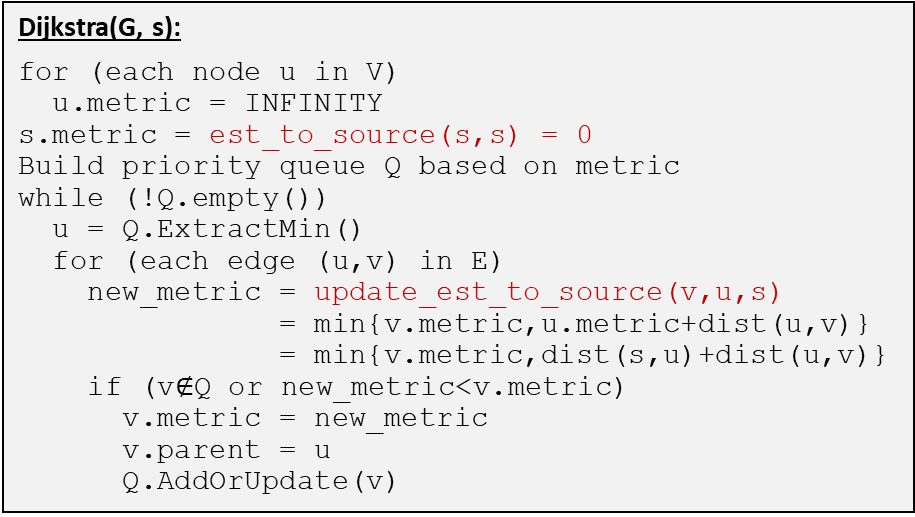 Dijkstra(G, s):
for (each node u in V)
  u.metric = INFINITY
s.metric = est_to_source(s,s) = 0
Build priority queue Q based on metric
while (!Q.empty())
  u = Q.ExtractMin()
  for (each edge (u,v) in E)
    new_metric = update_est_to_source(v,u,s)
               = min{v.metric,u.metric+dist(u,v)}
               = min{v.metric,dist(s,u)+dist(u,v)}
    if (v∉Q or new_metric<v.metric)
      v.metric = new_metric
      v.parent = u
      Q.AddOrUpdate(v)